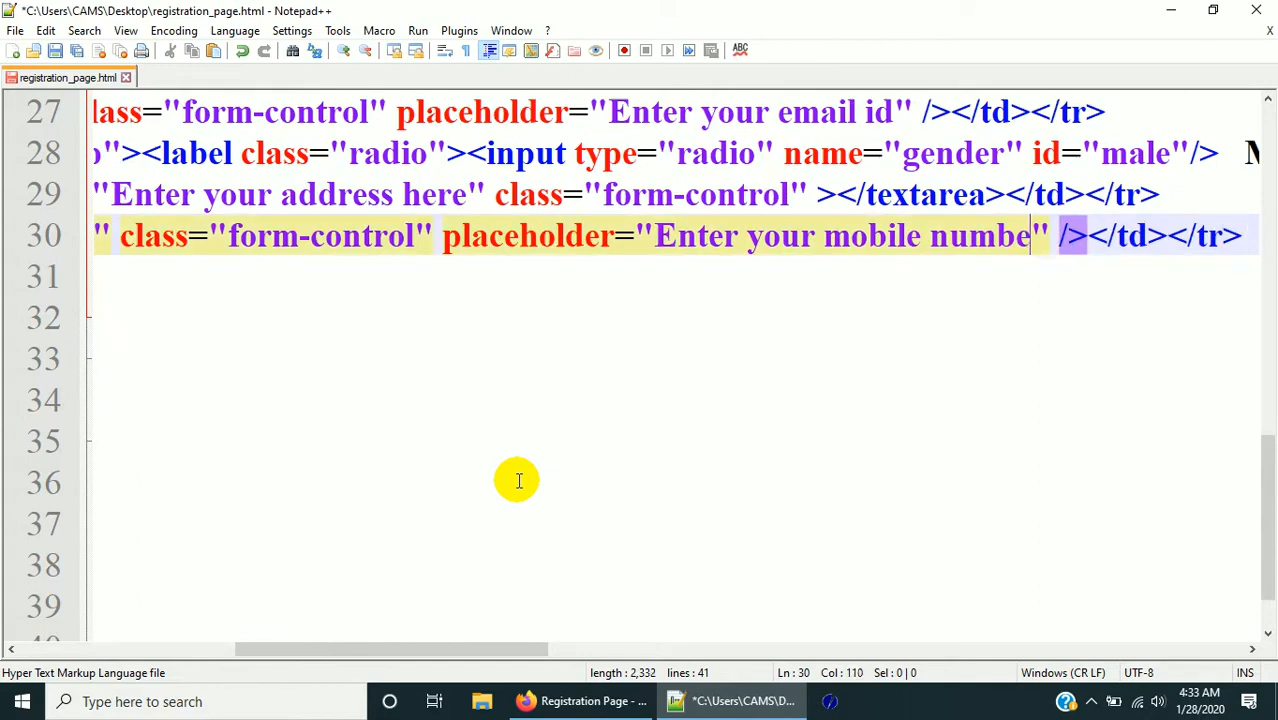 *C:\Users\CAMS\Desktop\registration_page.html - Notepad++
File Edit Search View Encoding Language Settings Tools Macro Run Plugins Window ? X
registration_page.html
27 lass="form-control" placeholder="Enter your email id" /></td></tr>
28 "><label class="radio"><input type="radio" name="gender" id="male"/>
29 "Enter your address here" class="form-control" ></textarea></td></tr>
30 " class="form-control" placeholder="Enter your mobile numbe" /></td></tr>
31
32
33
34
35
36
37
38
39
Hyper Text Markup Language file length : 2,332 lines : 41 Ln : 30 Col : 110 Sel : 0 | 0 Windows (CR LF) UTF-8 INS
Type here to search Registration Page - ... *C:\Users\CAMS\D... 4:33 AM
1/28/2020